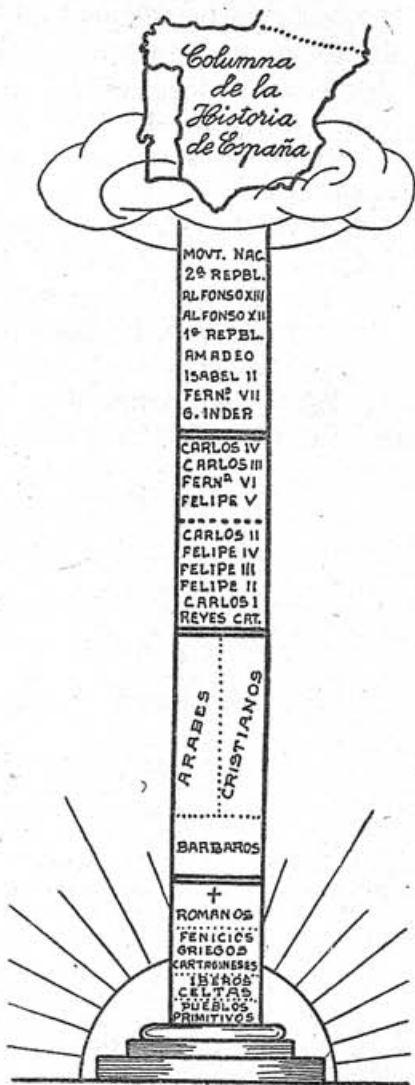 Columna
de la
Historia
de España
MOVT. NAC.
2ª REPBL.
ALFONSO XIII
ALFONSO XII
1ª REPBL.
AMADEO
ISABEL II
FERNº VII
G. INDEP
CARLOS IV
CARLOS III
FERNº VI
FELIPE V
CARLOS II
FELIPE IV
FELIPE III
FELIPE II
CARLOS I
REYES CAT.
ARABES
CRISTIANOS
BARBAROS
ROMANOS
FENICIOS
GRIEGOS
CARTAGINESES
IBEROS
CELTAS
PUEBLOS
PRIMITIVOS